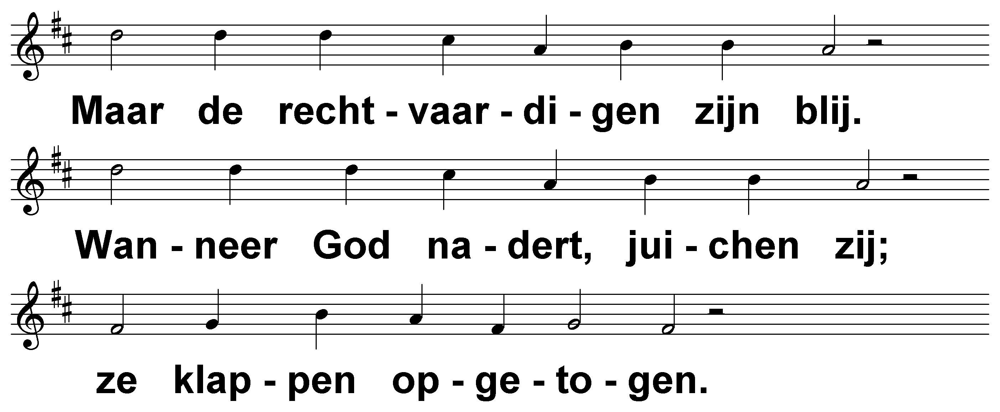 Maar de recht - vaar - di - gen zijn blij.
Wan - neer God na - dert, jui - chen zij;
ze klap - pen op - ge - to - gen.